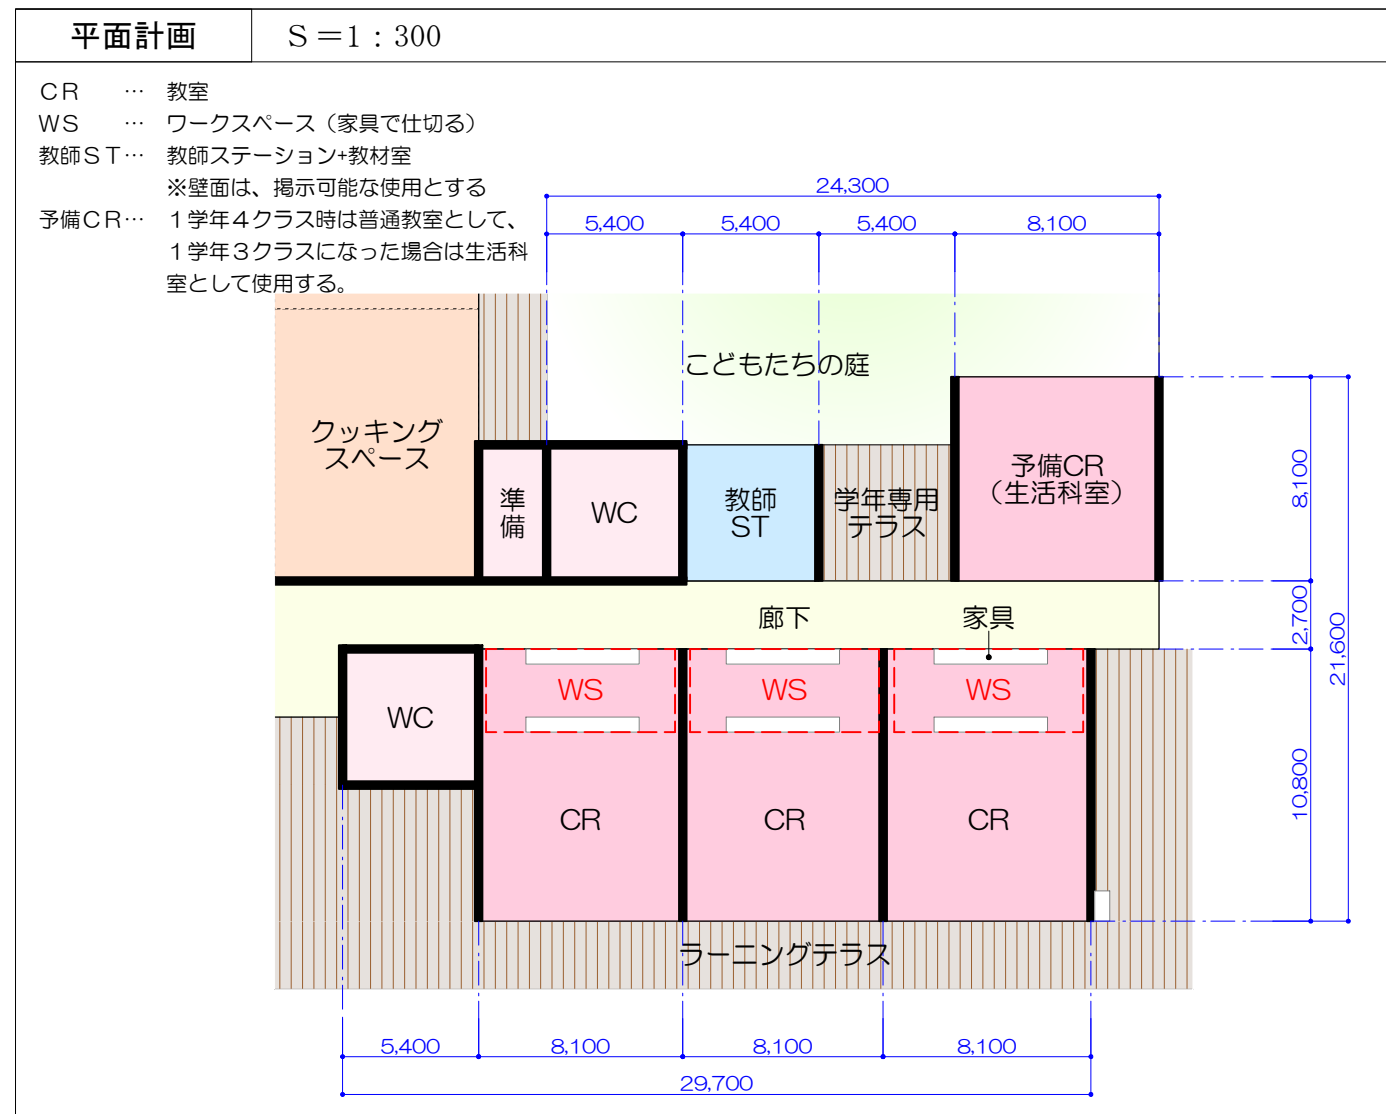 平面計画
S=1：300
CR … 教室
WS … ワークスペース（家具で仕切る）
教師ST… 教師ステーション+教材室
※壁面は、掲示可能な使用とする
予備CR… 1学年4クラス時は普通教室として、
1学年3クラスになった場合は生活科
室として使用する。
24,300
5,400
5,400
5,400
8,100
こどもたちの庭
クッキング
スペース
準
備
WC
教師
ST
学年専用
テラス
予備CR
（生活科室）
8,100
2,700
21,600
10,800
廊下
家具
WS
WS
WS
WC
CR
CR
CR
ラーニングテラス
5,400
8,100
8,100
8,100
29,700